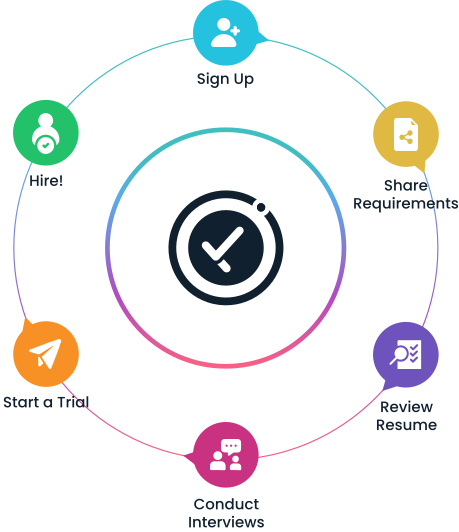 Sign Up
Share
Requirements
Review
Resume
Conduct
Interviews
Start a Trial
Hire!